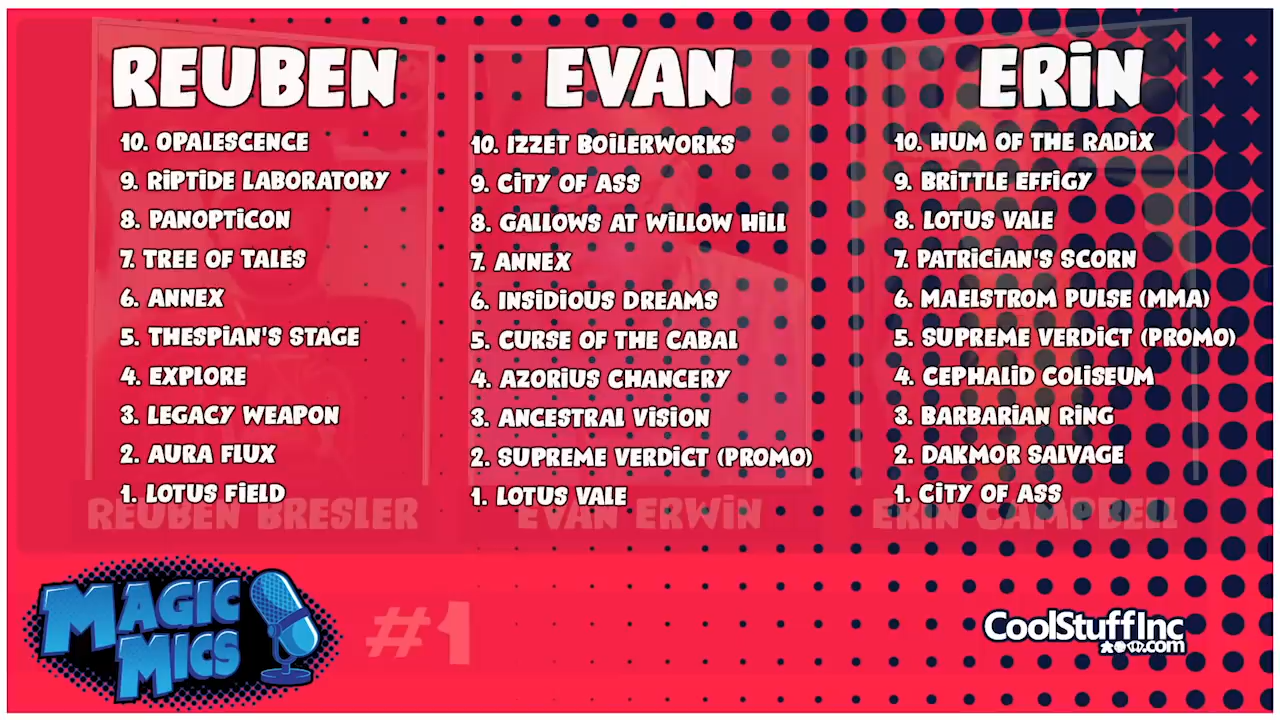 REUBEN
10. OPALESCENCE
9. RIPTIDE LABORATORY
8. PANOPTICON
7. TREE OF TALES
6. ANNEX
5. THESPIAN'S STAGE
4. EXPLORE
3. LEGACY WEAPON
2. AURA FLUX
1. LOTUS FIELD
REUBEN BRESLER
EVAN
10. IZZET BOILERWORKS
9. CITY OF ASS
8. GALLOWS AT WILLOW HILL
7. ANNEX
6. INSIDIOUS DREAMS
5. CURSE OF THE CABAL
4. AZORIUS CHANCERY
3. ANCESTRAL VISION
2. SUPREME VERDICT (PROMO)
1. LOTUS VALE
EVAN ERWIN
ERIN
10. HUM OF THE RADIX
9. BRITTLE EFFIGY
8. LOTUS VALE
7. PATRICIAN'S SCORN
6. MAELSTROM PULSE (MMA)
5. SUPREME VERDICT (PROMO)
4. CEPHALID COLISEUM
3. BARBARIAN RING
2. DAKMOR SALVAGE
1. CITY OF ASS
ERIN CAMPBELL
MAGIC
MICS
#1
CoolStuffInc
.com